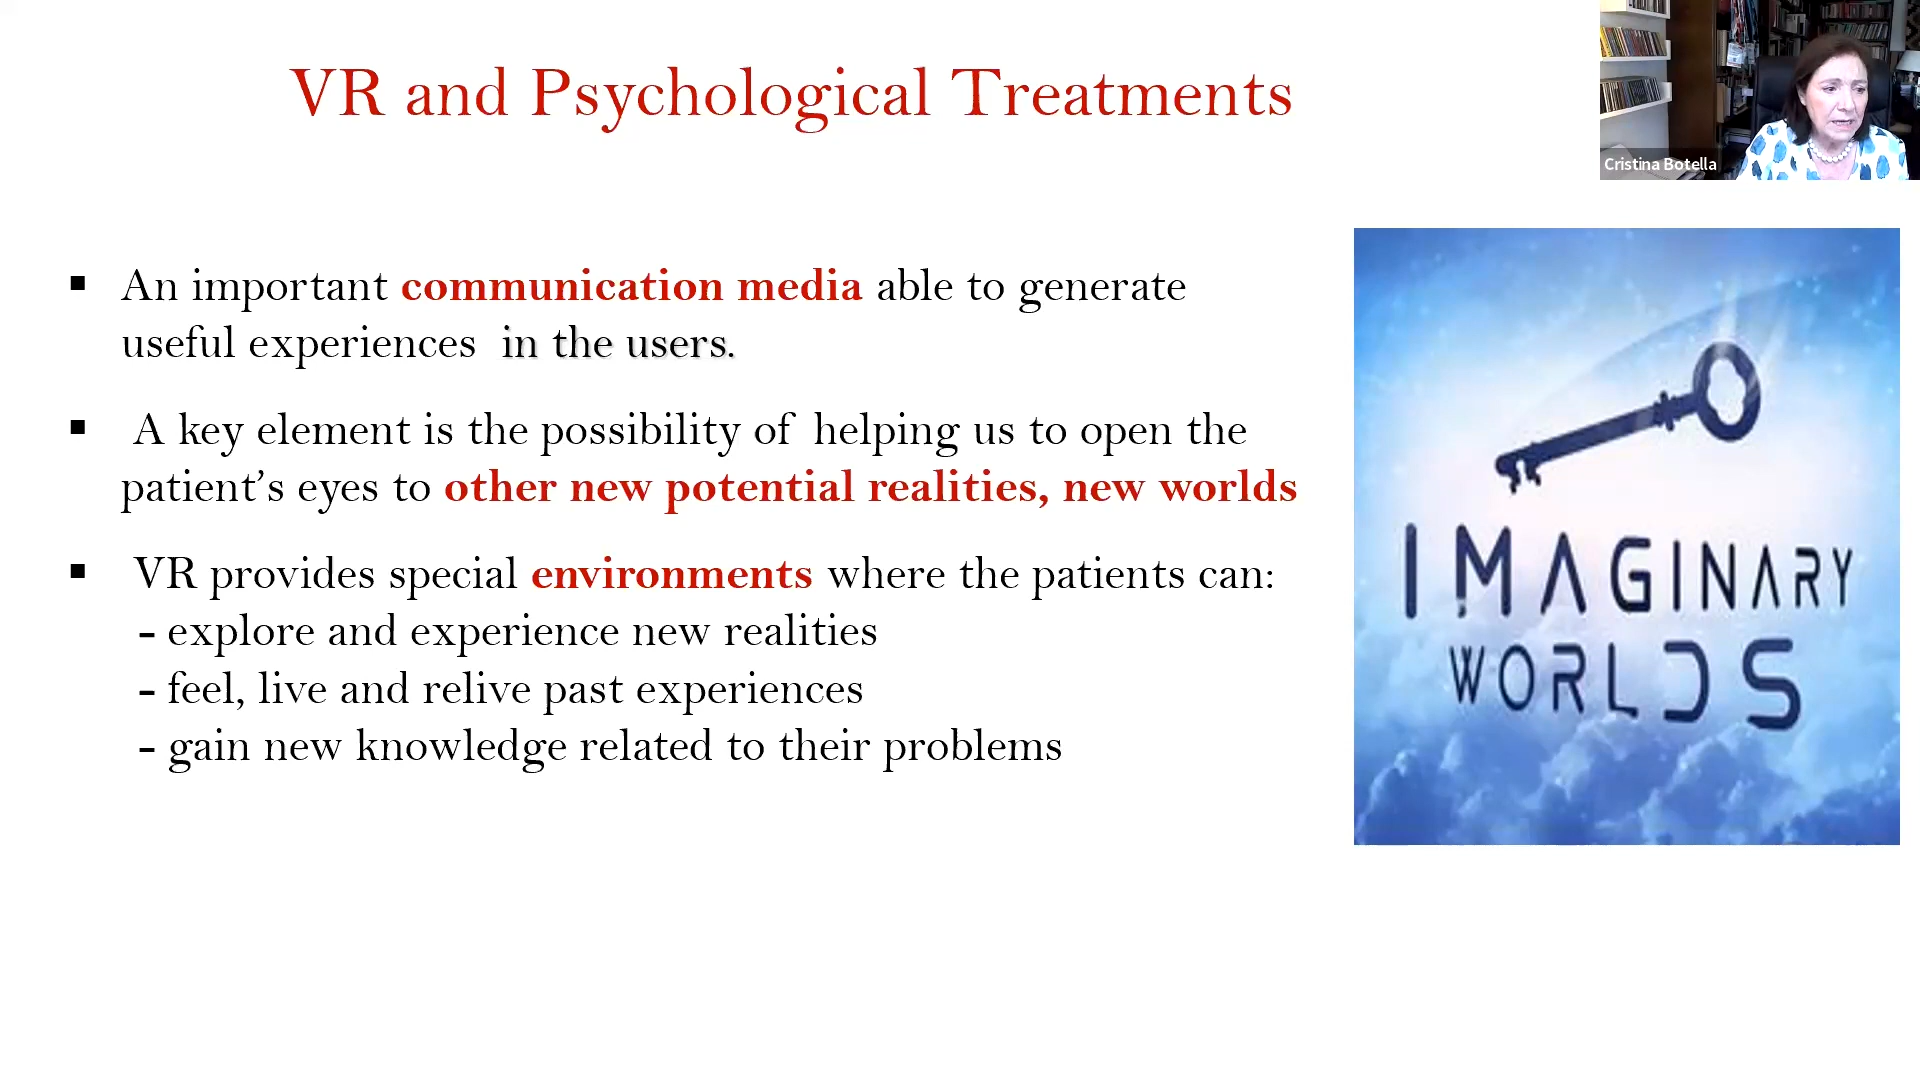 VR and Psychological Treatments
Cristina Botella
▪ An important communication media able to generate
useful experiences in the users.
▪ A key element is the possibility of helping us to open the
patient’s eyes to other new potential realities, new worlds
▪ VR provides special environments where the patients can:
- explore and experience new realities
- feel, live and relive past experiences
- gain new knowledge related to their problems
IMAGINARY
WORLDS